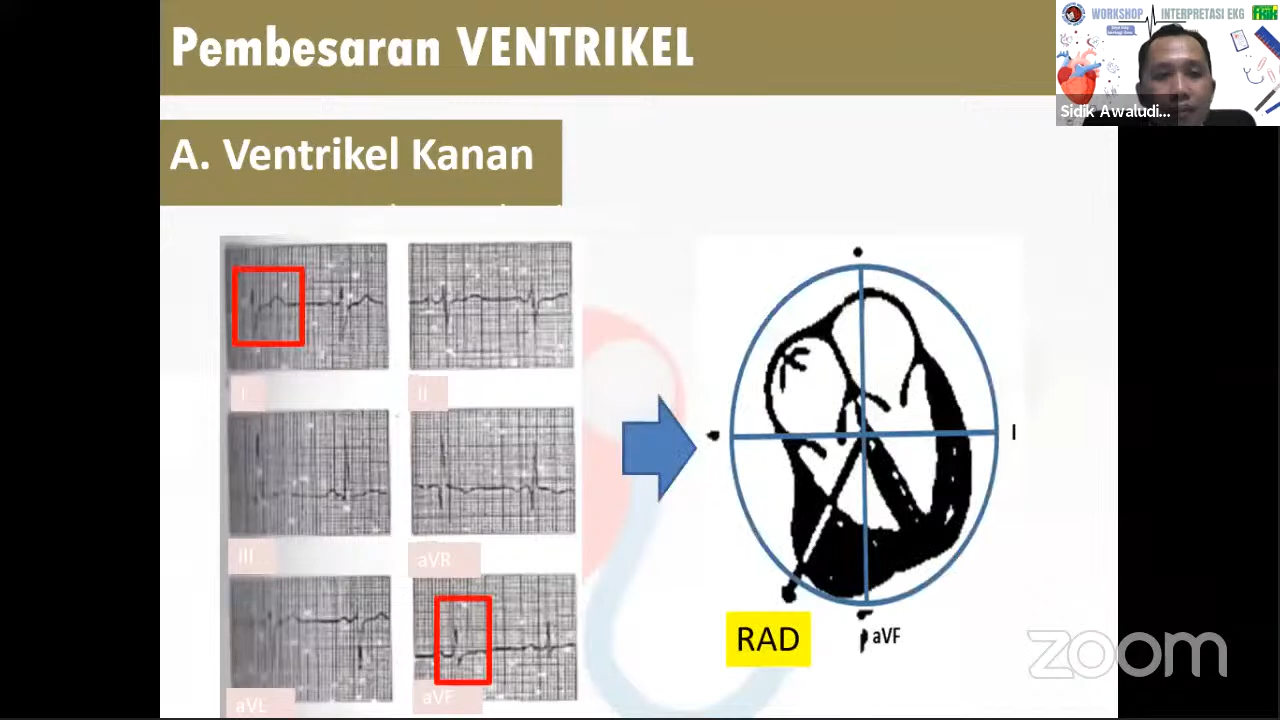 Pembesaran VENTRIKEL
WORKSHOP INTERPRETASI EKG
Sidik Awaludi...
A. Ventrikel Kanan
I
II
III
aVR
aVL
aVF
I
aVF
RAD
zoom